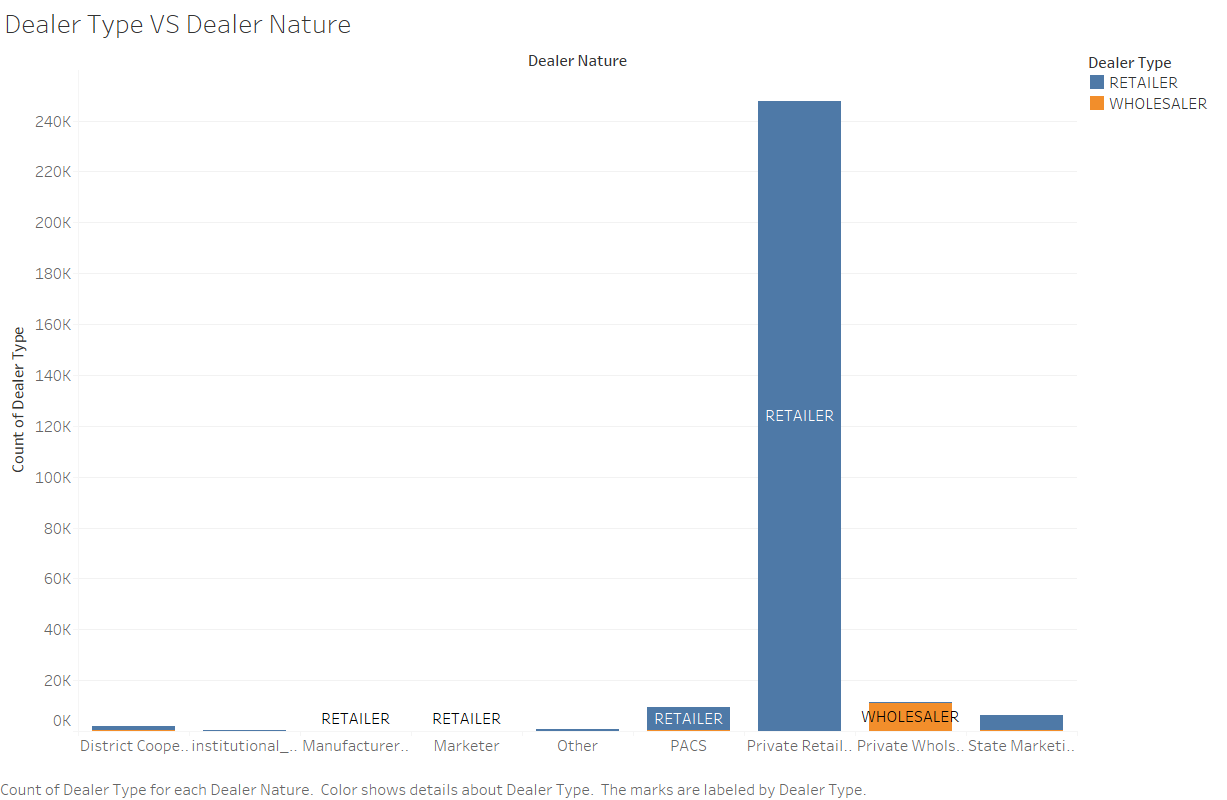 Dealer Type VS Dealer Nature
Dealer Nature
Dealer Type
RETAILER
WHOLESALER
Count of Dealer Type
240K
220K
200K
180K
160K
140K
120K
100K
80K
60K
40K
20K
0K
RETAILER
RETAILER
RETAILER
RETAILER
WHOLESALER
District Coope.. institutional_.. Manufacturer.. Marketer Other PACS Private Retail.. Private Whols.. State Marketi..
Count of Dealer Type for each Dealer Nature. Color shows details about Dealer Type. The marks are labeled by Dealer Type.